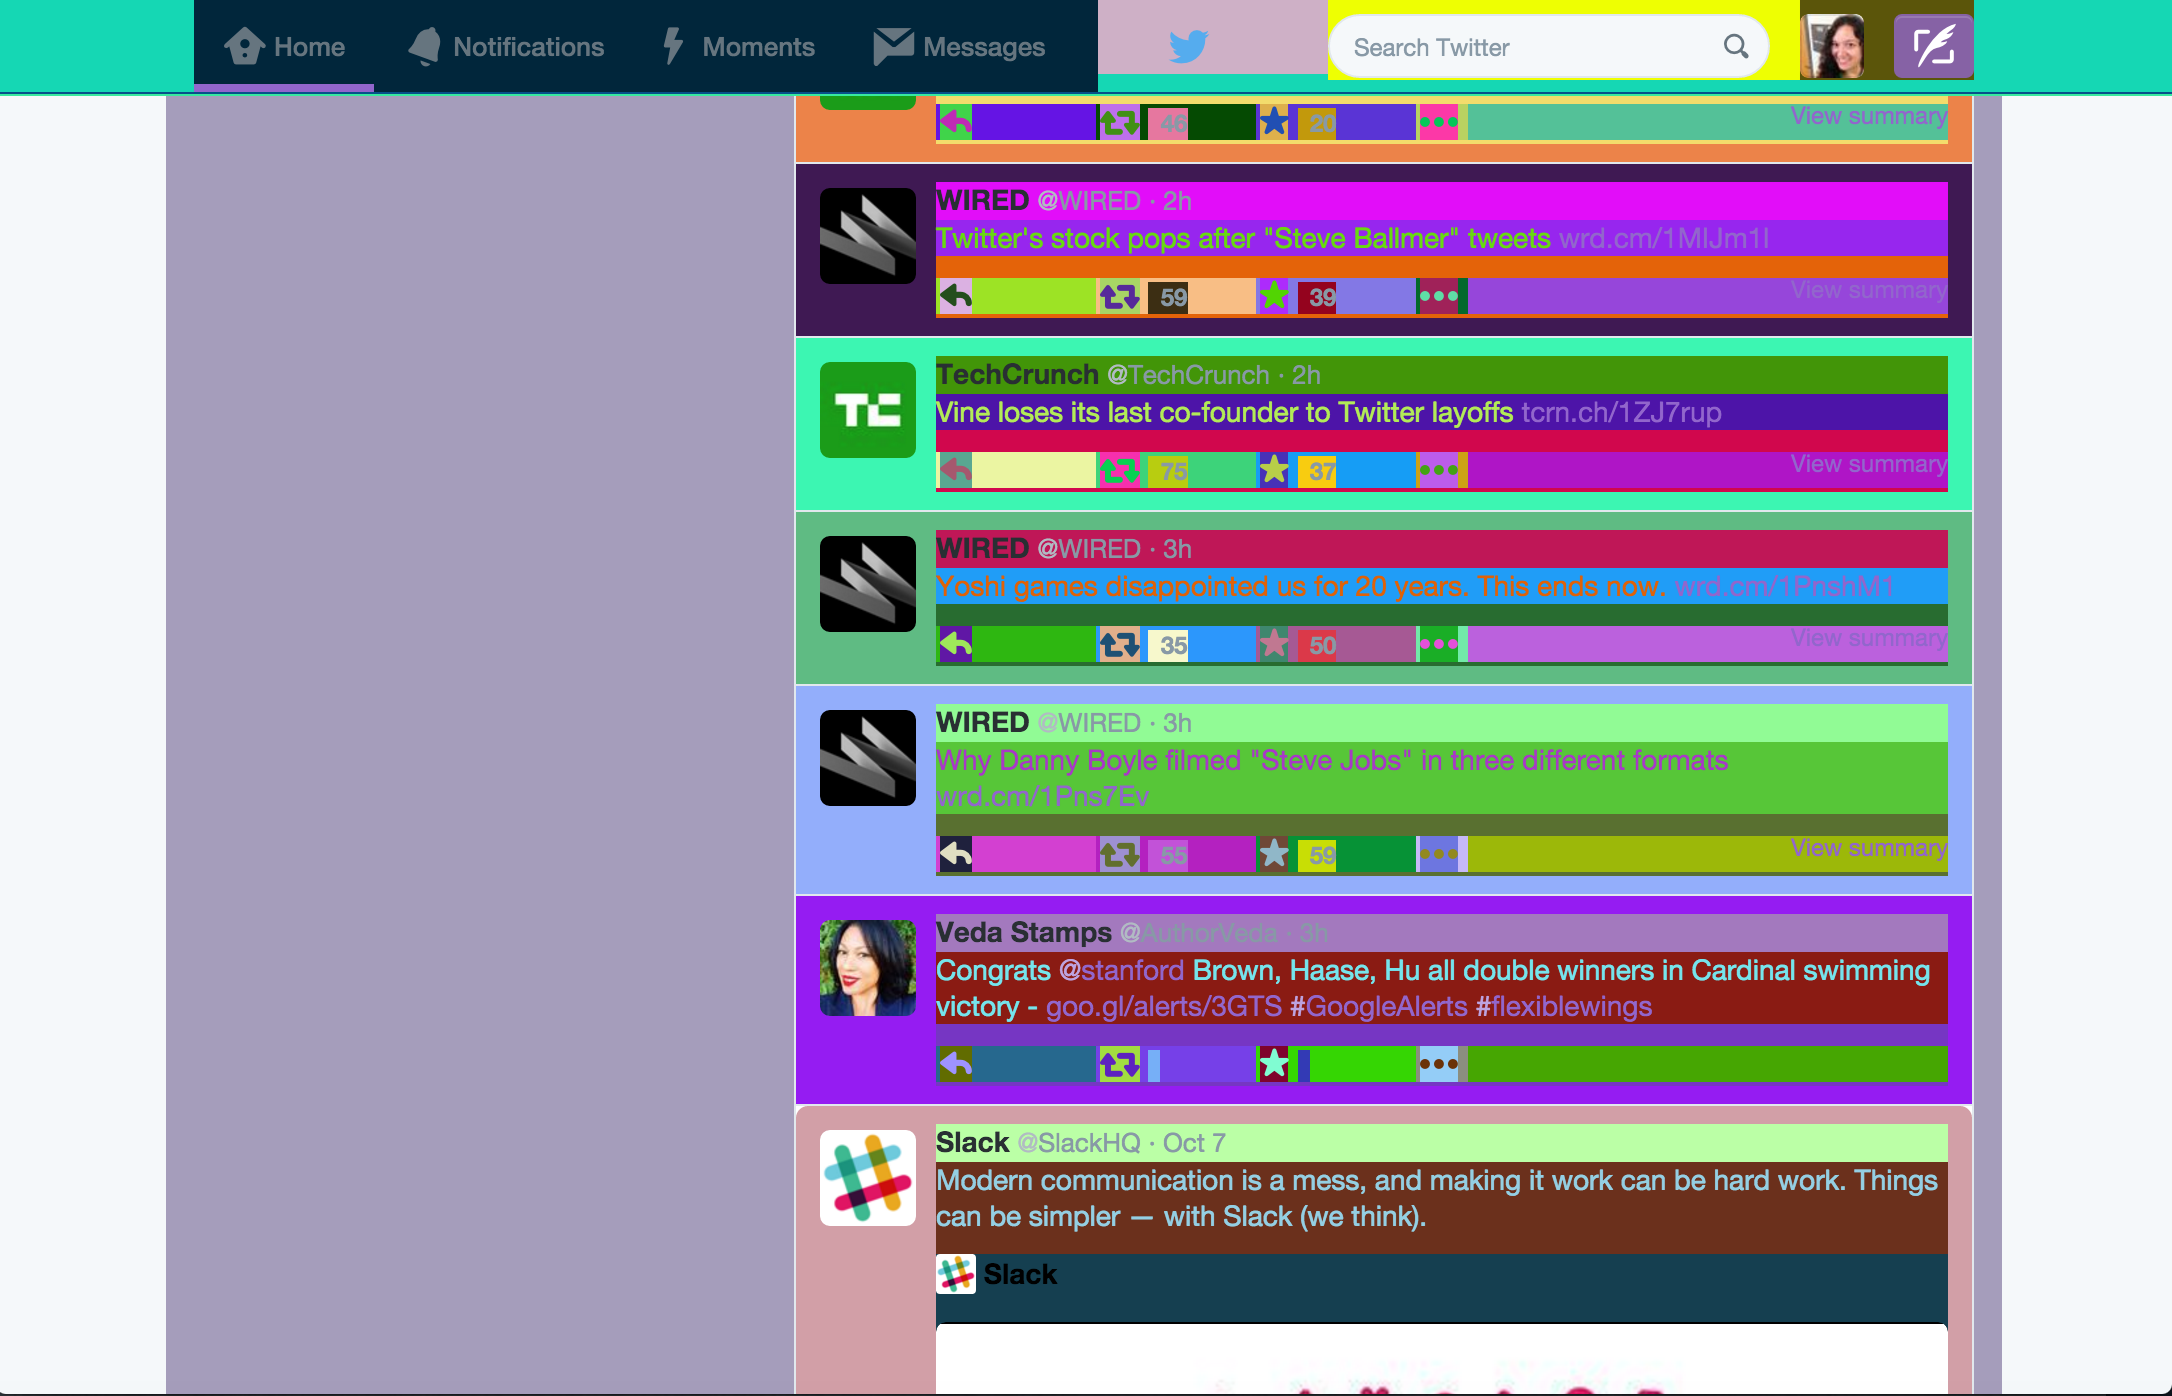 Home Notifications Moments Messages Search Twitter
46 20 View summary
WIRED @WIRED · 2h
Twitter's stock pops after "Steve Ballmer" tweets wrd.cm/1MIJm1I
59 39 View summary
TC
TechCrunch @TechCrunch · 2h
Vine loses its last co-founder to Twitter layoffs tcrn.ch/1ZJ7rup
75 37 View summary
WIRED @WIRED · 3h
Yoshi games disappointed us for 20 years. This ends now. wrd.cm/1PnshM1
35 50 View summary
WIRED @WIRED · 3h
Why Danny Boyle filmed "Steve Jobs" in three different formats
wrd.cm/1Pns7Ev
55 59 View summary
Veda Stamps @AuthorVeda · 3h
Congrats @stanford Brown, Haase, Hu all double winners in Cardinal swimming
victory - goo.gl/alerts/3GTS #GoogleAlerts #flexiblewings
Slack @SlackHQ · Oct 7
Modern communication is a mess, and making it work can be hard work. Things
can be simpler — with Slack (we think).
Slack